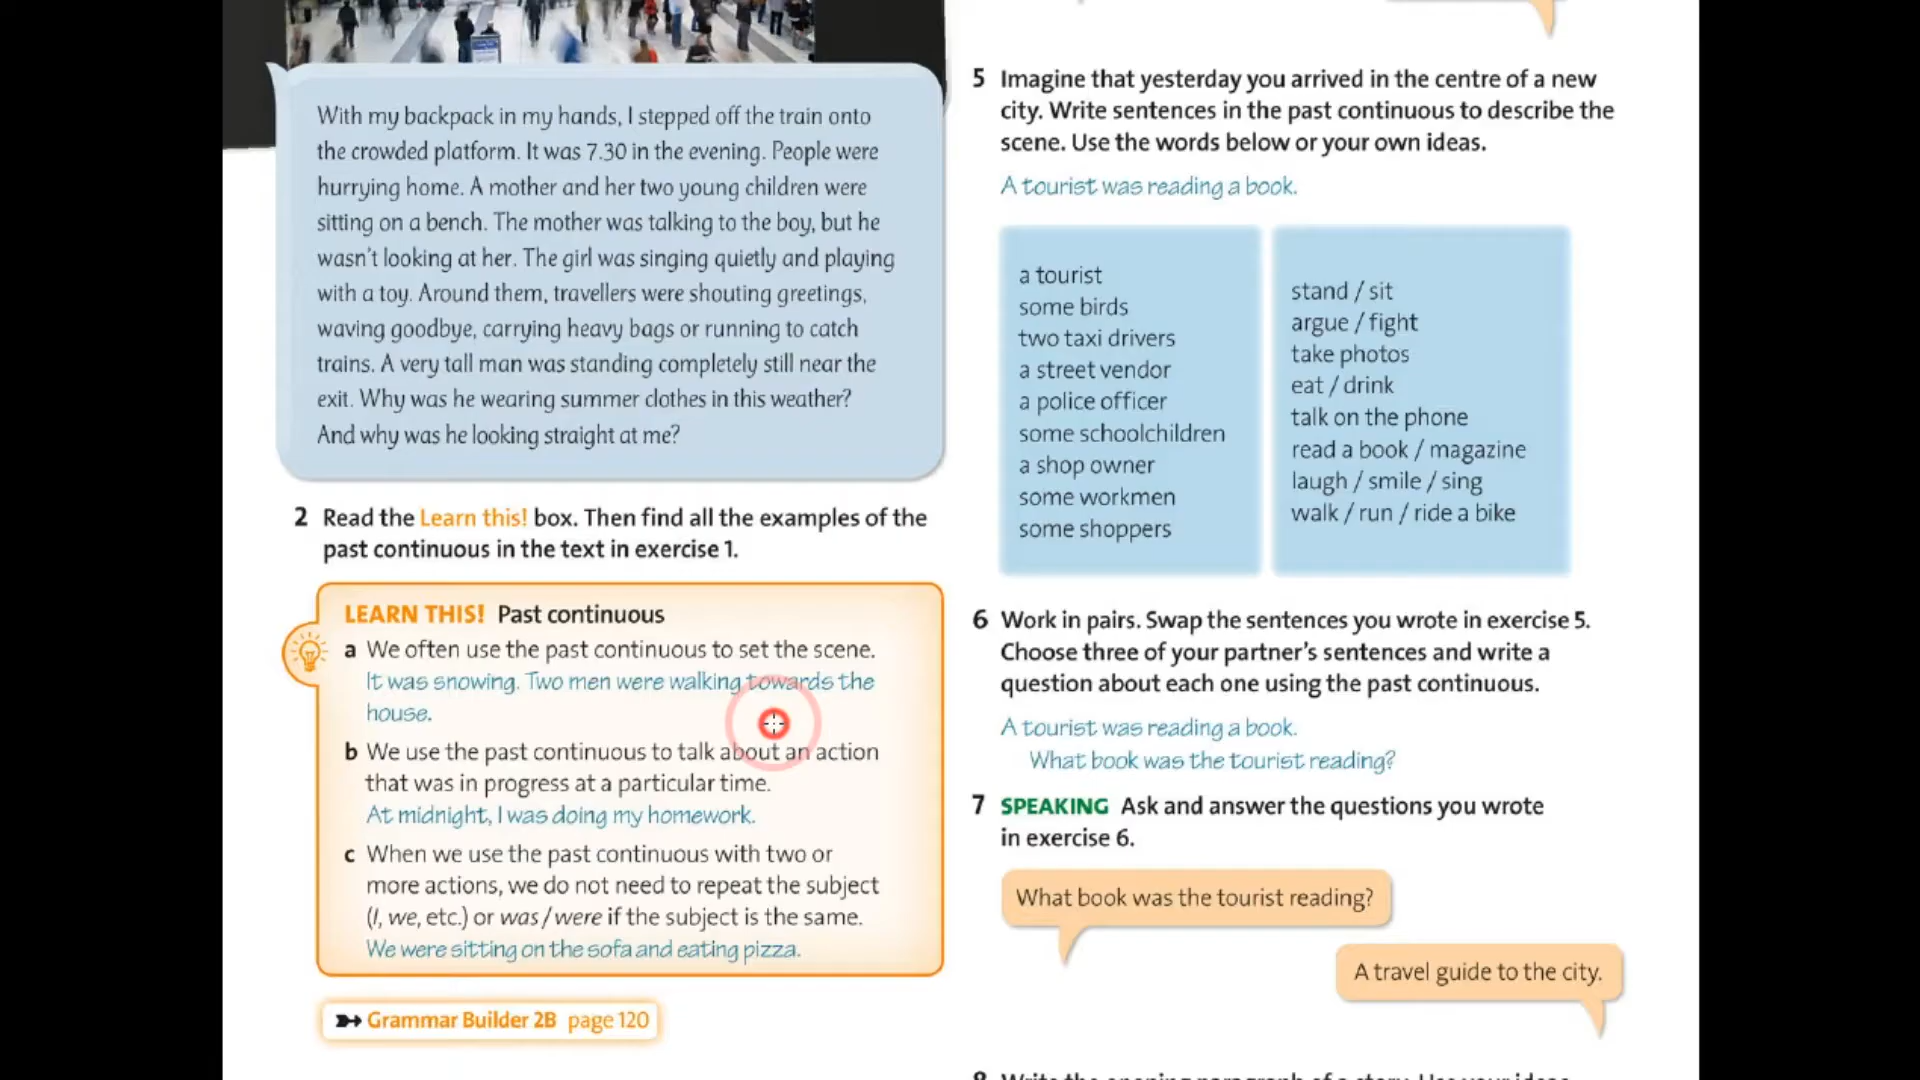 With my backpack in my hands, I stepped off the train onto
the crowded platform. It was 7.30 in the evening. People were
hurrying home. A mother and her two young children were
sitting on a bench. The mother was talking to the boy, but he
wasn't looking at her. The girl was singing quietly and playing
with a toy. Around them, travellers were shouting greetings,
waving goodbye, carrying heavy bags or running to catch
trains. A very tall man was standing completely still near the
exit. Why was he wearing summer clothes in this weather?
And why was he looking straight at me?
2 Read the Learn this! box. Then find all the examples of the
past continuous in the text in exercise 1.
LEARN THIS! Past continuous
a We often use the past continuous to set the scene.
It was snowing. Two men were walking towards the
house.
b We use the past continuous to talk about an action
that was in progress at a particular time.
At midnight, I was doing my homework.
c When we use the past continuous with two or
more actions, we do not need to repeat the subject
(I, we, etc.) or was/were if the subject is the same.
We were sitting on the sofa and eating pizza.
Grammar Builder 2B page 120
5 Imagine that yesterday you arrived in the centre of a new
city. Write sentences in the past continuous to describe the
scene. Use the words below or your own ideas.
A tourist was reading a book.
a tourist
some birds
two taxi drivers
a street vendor
a police officer
some schoolchildren
a shop owner
some workmen
some shoppers
stand / sit
argue / fight
take photos
eat / drink
talk on the phone
read a book / magazine
laugh / smile / sing
walk / run / ride a bike
6 Work in pairs. Swap the sentences you wrote in exercise 5.
Choose three of your partner's sentences and write a
question about each one using the past continuous.
A tourist was reading a book.
What book was the tourist reading?
7 SPEAKING Ask and answer the questions you wrote
in exercise 6.
What book was the tourist reading?
A travel guide to the city.
8 Write the opening paragraph of a story. Use your ideas